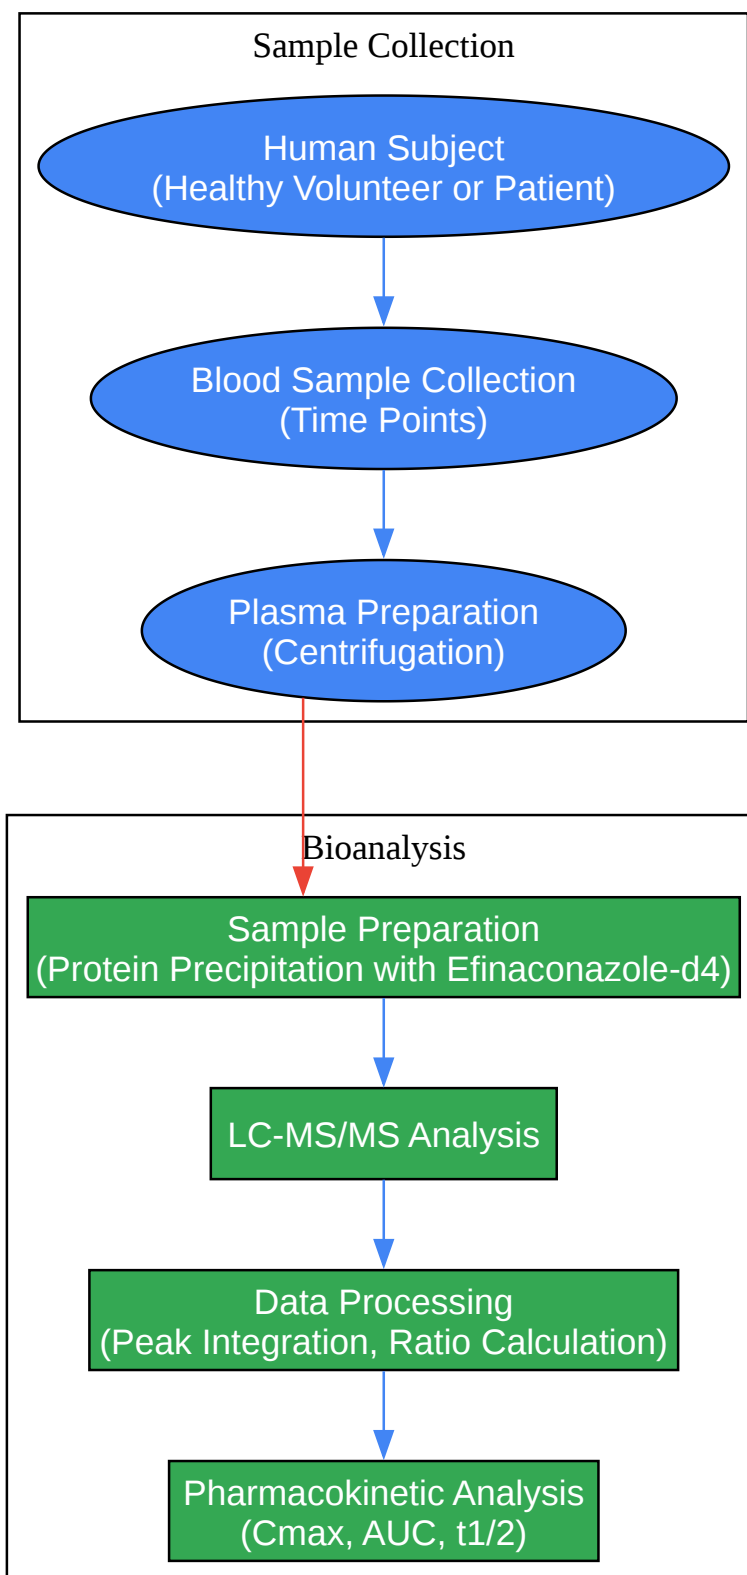 Sample Collection
Human Subject
(Healthy Volunteer or Patient)
Blood Sample Collection
(Time Points)
Plasma Preparation
(Centrifugation)
Bioanalysis
Sample Preparation
(Protein Precipitation with Efinaconazole-d4)
LC-MS/MS Analysis
Data Processing
(Peak Integration, Ratio Calculation)
Pharmacokinetic Analysis
(Cmax, AUC, t1/2)